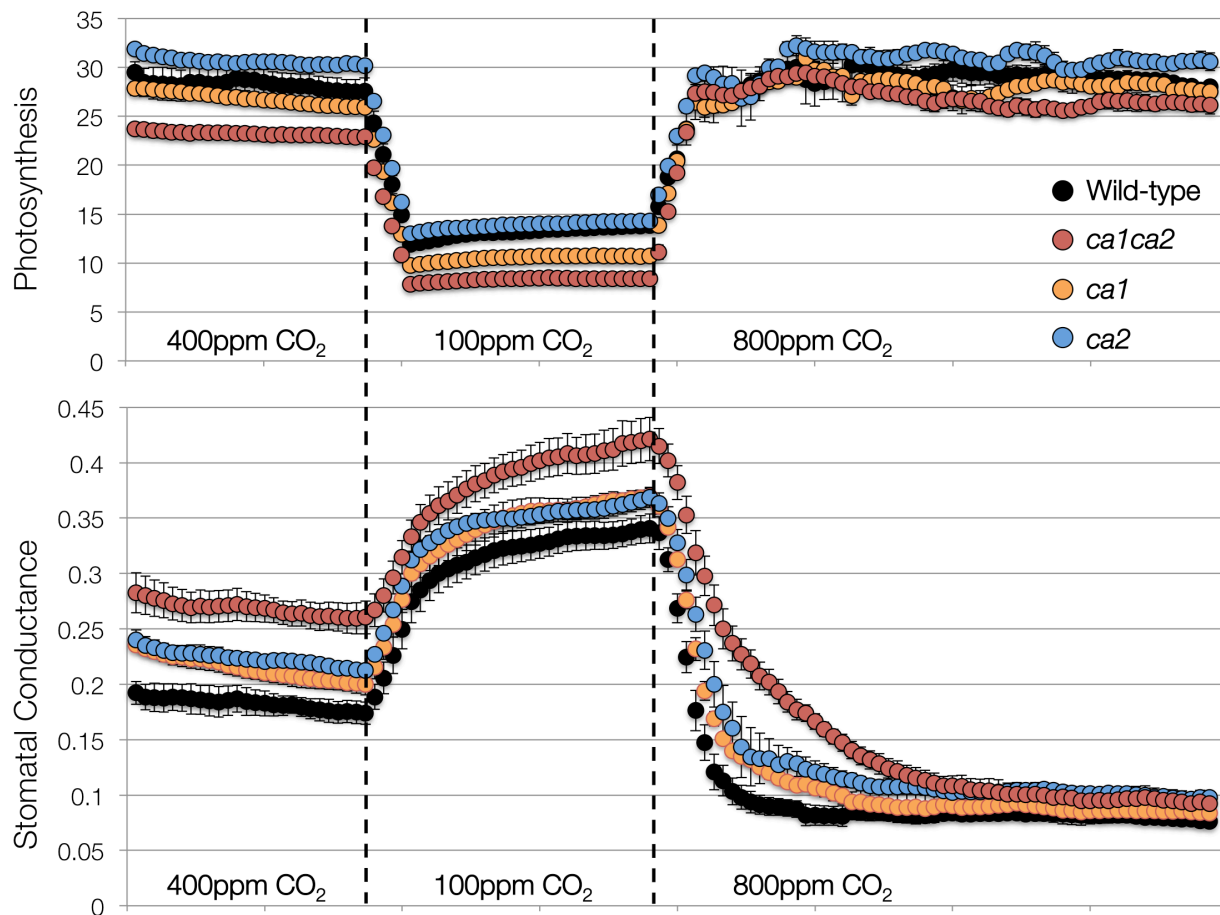 Photosynthesis
35
30
25
20
15
10
5
0
400ppm CO₂
100ppm CO₂
800ppm CO₂
Wild-type
ca1ca2
ca1
ca2
Stomatal Conductance
0.45
0.4
0.35
0.3
0.25
0.2
0.15
0.1
0.05
0
400ppm CO₂
100ppm CO₂
800ppm CO₂